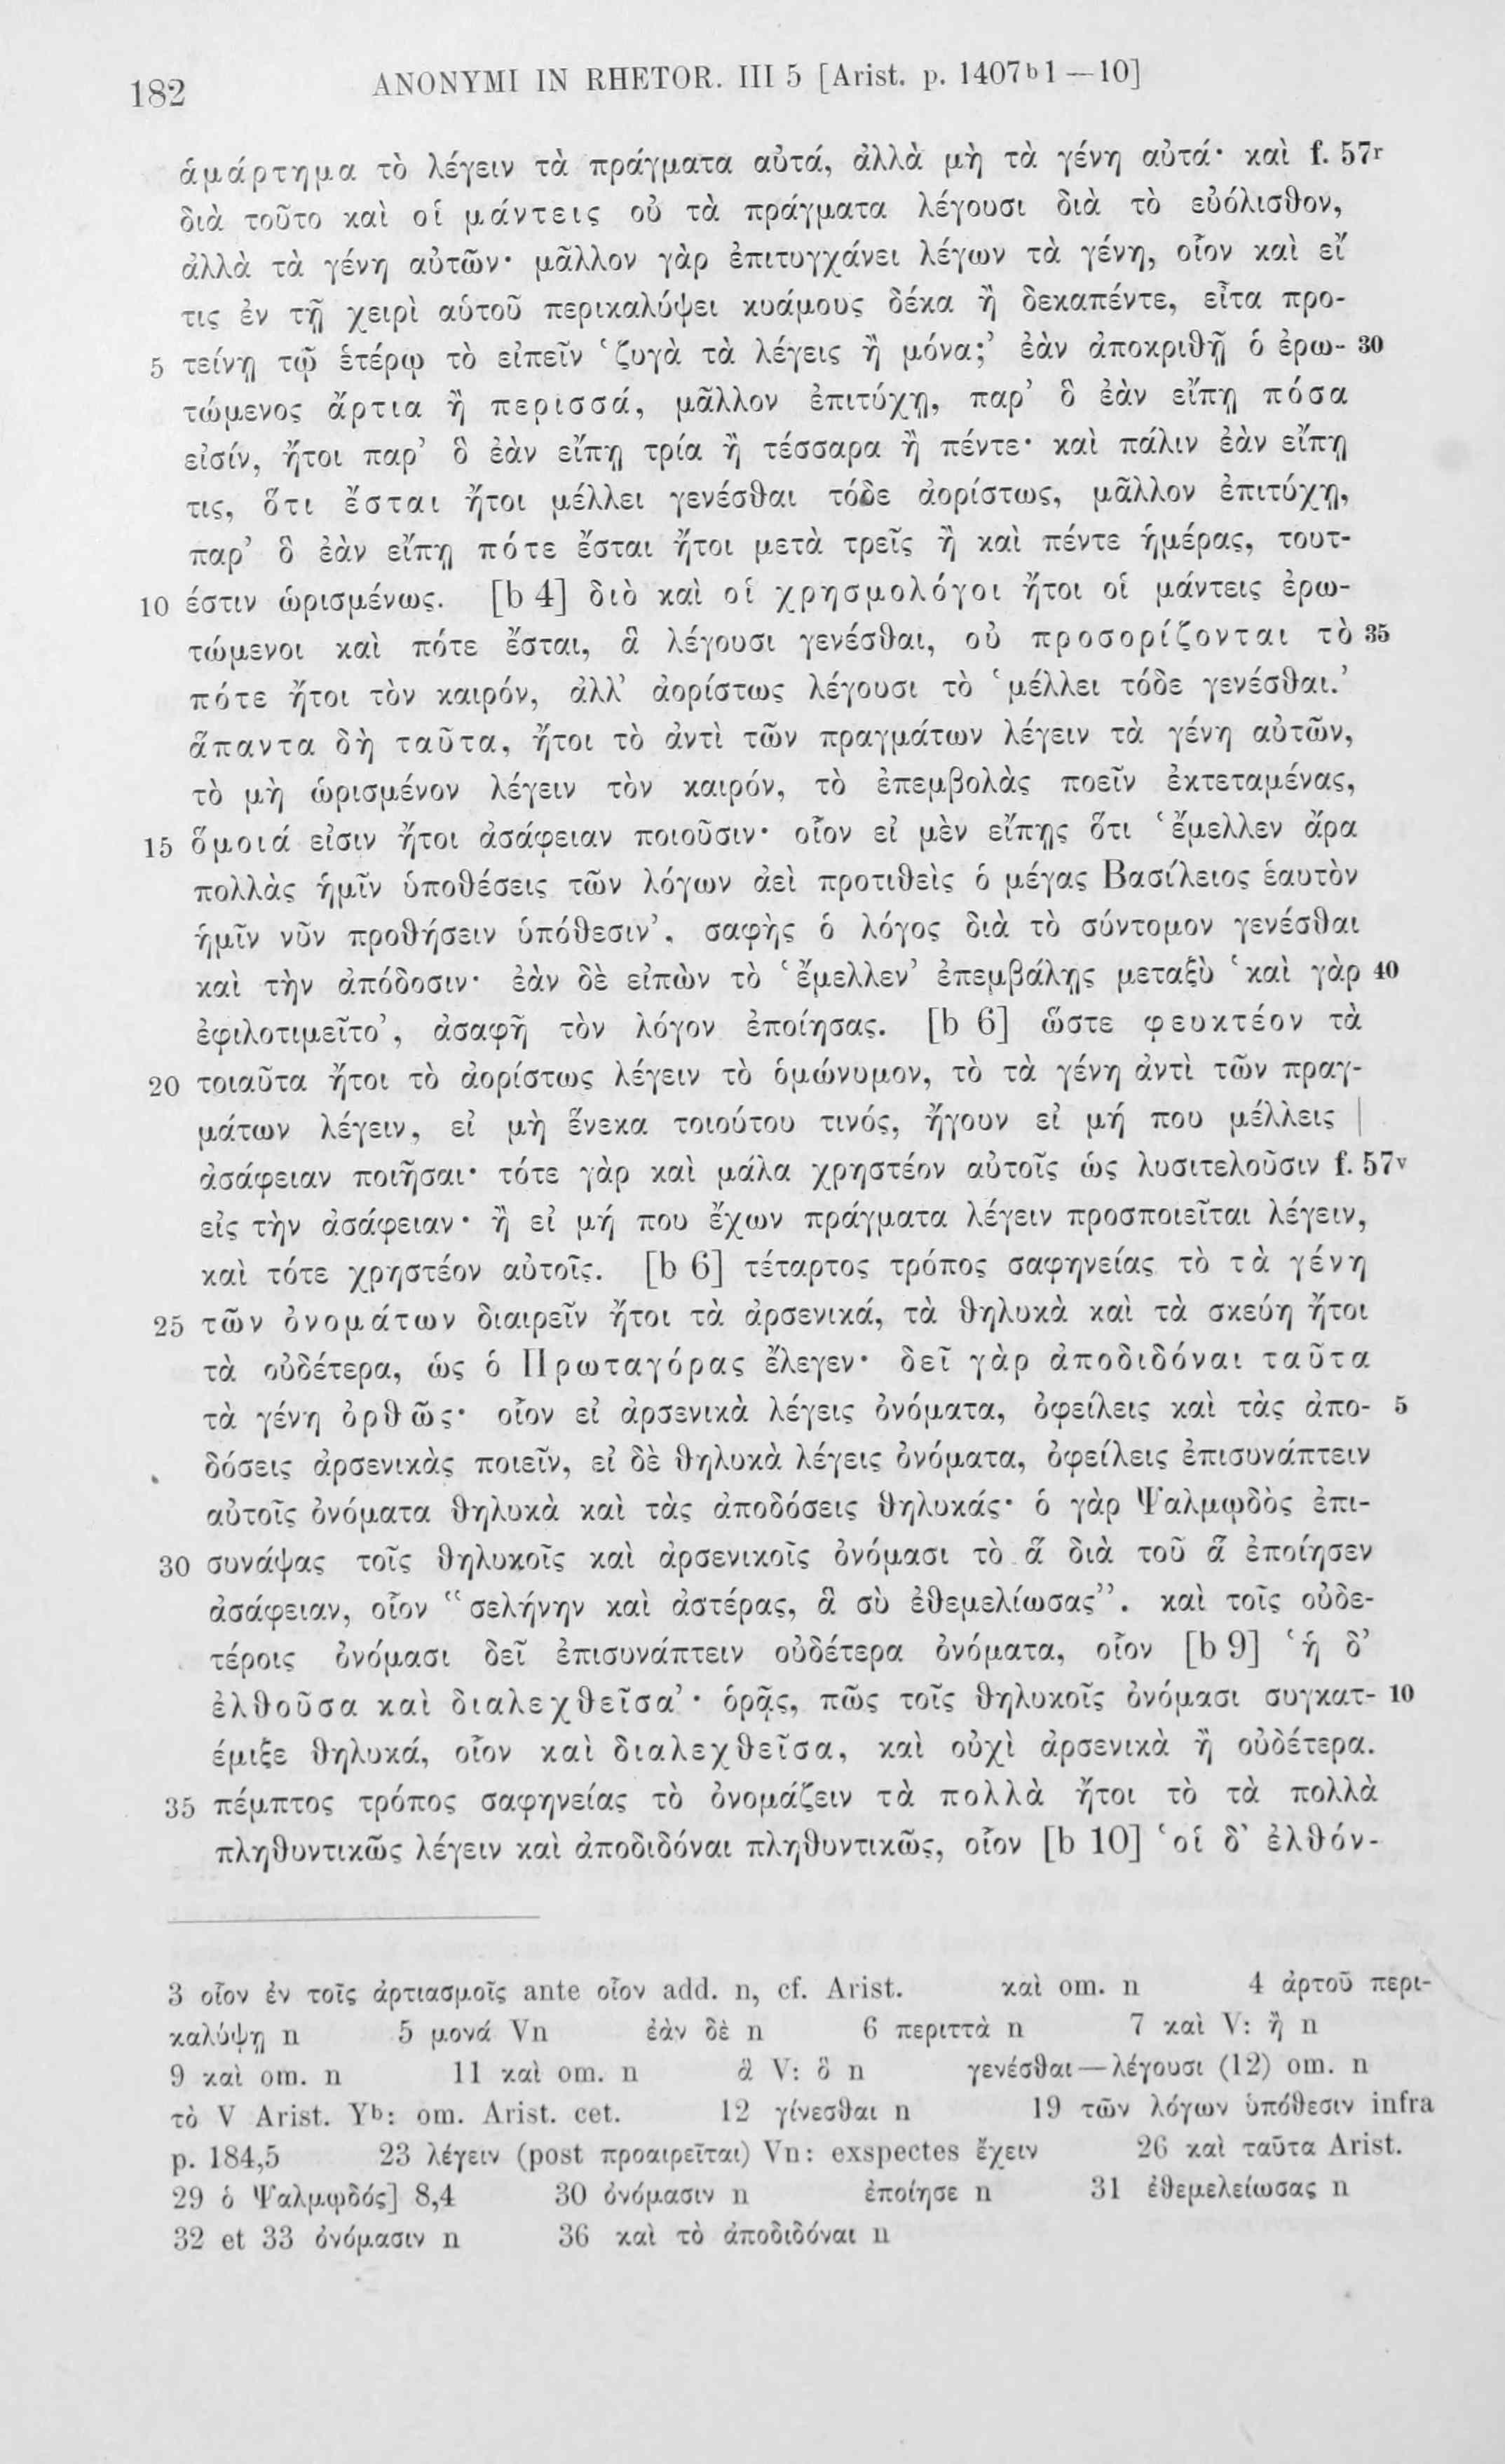 182 ANONYMI IN RHETOR. III 5 [Arist. p. 1407ᵇ1—10]
ἁμάρτημα τὸ λέγειν τὰ πράγματα αὐτά, ἀλλὰ μὴ τὰ γένη αὐτά· καὶ f. 57ʳ
διὰ τοῦτο καὶ οἱ μάντεις οὐ τὰ πράγματα λέγουσι διὰ τὸ εὐόλισθον,
ἀλλὰ τὰ γένη αὐτῶν· μᾶλλον γὰρ ἐπιτυγχάνει λέγων τὰ γένη, οἷον καὶ εἴ
τις ἐν τῇ χειρὶ αὑτοῦ περικαλύψει κυάμους δέκα ἢ δεκαπέντε, εἶτα προ-
5 τείνῃ τῷ ἑτέρῳ τὸ εἰπεῖν ‘ζυγὰ τὰ λέγεις ἢ μόνα;’ ἐὰν ἀποκριθῇ ὁ ἐρω- 30
τώμενος ἄρτια ἢ περισσά, μᾶλλον ἐπιτύχῃ, παρ’ ὃ ἐὰν εἴπῃ πόσα
εἰσίν, ἤτοι παρ’ ὃ ἐὰν εἴπῃ τρία ἢ τέσσαρα ἢ πέντε· καὶ πάλιν ἐὰν εἴπῃ
τις, ὅτι ἔσται ἤτοι μέλλει γενέσθαι τόδε ἀορίστως, μᾶλλον ἐπιτύχῃ,
παρ’ ὃ ἐὰν εἴπῃ πότε ἔσται ἤτοι μετὰ τρεῖς ἢ καὶ πέντε ἡμέρας, τουτ-
10 έστιν ὡρισμένως. [b 4] διὸ καὶ οἱ χρησμολόγοι ἤτοι οἱ μάντεις ἐρω-
τώμενοι καὶ πότε ἔσται, ἃ λέγουσι γενέσθαι, οὐ προσορίζονται τὸ 35
πότε ἤτοι τὸν καιρόν, ἀλλ’ ἀορίστως λέγουσι τὸ ‘μέλλει τόδε γενέσθαι.’
ἅπαντα δὴ ταῦτα, ἤτοι τὸ ἀντὶ τῶν πραγμάτων λέγειν τὰ γένη αὐτῶν,
τὸ μὴ ὡρισμένον λέγειν τὸν καιρόν, τὸ ἐπεμβολὰς ποεῖν ἐκτεταμένας,
15 ὅμοιά εἰσιν ἤτοι ἀσάφειαν ποιοῦσιν· οἷον εἰ μὲν εἴπῃς ὅτι ‘ἔμελλεν ἄρα
πολλὰς ἡμῖν ὑποθέσεις τῶν λόγων ἀεὶ προτιθεὶς ὁ μέγας Βασίλειος ἑαυτὸν
ἡμῖν νῦν προθήσειν ὑπόθεσιν’, σαφὴς ὁ λόγος διὰ τὸ σύντομον γενέσθαι
καὶ τὴν ἀπόδοσιν· ἐὰν δὲ εἰπὼν τὸ ‘ἔμελλεν’ ἐπεμβάλῃς μεταξὺ ‘καὶ γὰρ 40
ἐφιλοτιμεῖτο’, ἀσαφῆ τὸν λόγον ἐποίησας. [b 6] ὥστε φευκτέον τὰ
20 τοιαῦτα ἤτοι τὸ ἀορίστως λέγειν τὸ ὁμώνυμον, τὸ τὰ γένη ἀντὶ τῶν πραγ-
μάτων λέγειν, εἰ μὴ ἕνεκα τοιούτου τινός, ἤγουν εἰ μή που μέλλεις |
ἀσάφειαν ποιῆσαι· τότε γὰρ καὶ μάλα χρηστέον αὐτοῖς ὡς λυσιτελοῦσιν f. 57ᵛ
εἰς τὴν ἀσάφειαν· ἢ εἰ μή που ἔχων πράγματα λέγειν προσποιεῖται λέγειν,
καὶ τότε χρηστέον αὐτοῖς. [b 6] τέταρτος τρόπος σαφηνείας τὸ τὰ γένη
25 τῶν ὀνομάτων διαιρεῖν ἤτοι τὰ ἀρσενικά, τὰ θηλυκὰ καὶ τὰ σκεύη ἤτοι
τὰ οὐδέτερα, ὡς ὁ Πρωταγόρας ἔλεγεν· δεῖ γὰρ ἀποδιδόναι ταῦτα
τὰ γένη ὀρθῶς· οἷον εἰ ἀρσενικὰ λέγεις ὀνόματα, ὀφείλεις καὶ τὰς ἀπο- 5
δόσεις ἀρσενικὰς ποιεῖν, εἰ δὲ θηλυκὰ λέγεις ὀνόματα, ὀφείλεις ἐπισυνάπτειν
αὐτοῖς ὀνόματα θηλυκὰ καὶ τὰς ἀποδόσεις θηλυκάς· ὁ γὰρ Ψαλμῳδὸς ἐπι-
30 συνάψας τοῖς θηλυκοῖς καὶ ἀρσενικοῖς ὀνόμασι τὸ ἅ διὰ τοῦ ἅ ἐποίησεν
ἀσάφειαν, οἷον “σελήνην καὶ ἀστέρας, ἃ σὺ ἐθεμελίωσας”. καὶ τοῖς οὐδε-
τέροις ὀνόμασι δεῖ ἐπισυνάπτειν οὐδέτερα ὀνόματα, οἷον [b 9] ‘ἡ δ’
ἐλθοῦσα καὶ διαλεχθεῖσα’· ὁρᾷς, πῶς τοῖς θηλυκοῖς ὀνόμασι συγκατ- 10
έμιξε θηλυκά, οἷον καὶ διαλεχθεῖσα, καὶ οὐχὶ ἀρσενικὰ ἢ οὐδέτερα.
35 πέμπτος τρόπος σαφηνείας τὸ ὀνομάζειν τὰ πολλὰ ἤτοι τὸ τὰ πολλὰ
πληθυντικῶς λέγειν καὶ ἀποδιδόναι πληθυντικῶς, οἷον [b 10] ‘οἱ δ’ ἐλθόν-
3 οἷον ἐν τοῖς ἀρτιασμοῖς ante οἷον add. n, cf. Arist. καὶ om. n 4 ἀρτοῦ περι-
καλύψῃ n 5 μονά Vn ἐὰν δὲ n 6 περιττὰ n 7 καὶ V: ἢ n
9 καὶ om. n 11 καὶ om. n ἃ V: ὃ n γενέσθαι—λέγουσι (12) om. n
τὸ V Arist. Yᵇ: om. Arist. cet. 12 γίνεσθαι n 19 τῶν λόγων ὑπόθεσιν infra
p. 184,5 23 λέγειν (post προαιρεῖται) Vn: exspectes ἔχειν 26 καὶ ταῦτα Arist.
29 ὁ Ψαλμῳδός] 8,4 30 ὀνόμασιν n ἐποίησε n 31 ἐθεμελείωσας n
32 et 33 ὀνόμασιν n 36 καὶ τὸ ἀποδιδόναι n